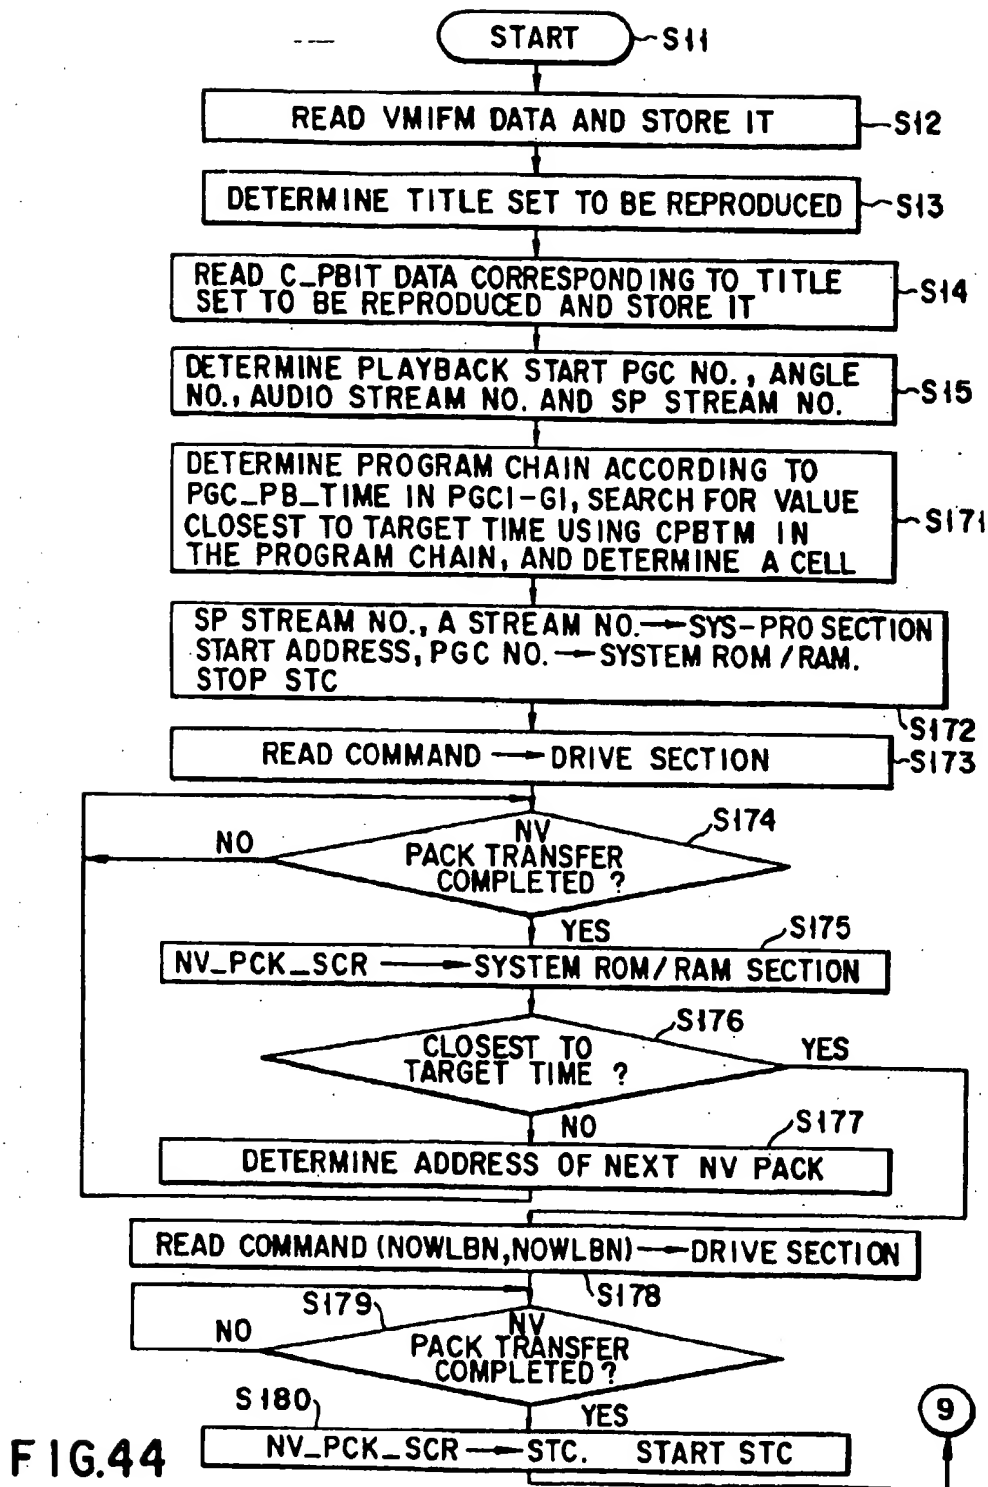 START
S11
READ VMIFM DATA AND STORE IT
S12
DETERMINE TITLE SET TO BE REPRODUCED
S13
READ C_PBIT DATA CORRESPONDING TO TITLE
SET TO BE REPRODUCED AND STORE IT
S14
DETERMINE PLAYBACK START PGC NO., ANGLE
NO., AUDIO STREAM NO. AND SP STREAM NO.
S15
DETERMINE PROGRAM CHAIN ACCORDING TO
PGC_PB_TIME IN PGCI-GI, SEARCH FOR VALUE
CLOSEST TO TARGET TIME USING CPBTM IN
THE PROGRAM CHAIN, AND DETERMINE A CELL
S171
SP STREAM NO., A STREAM NO.→SYS-PRO SECTION
START ADDRESS, PGC NO.→SYSTEM ROM/RAM.
STOP STC
S172
READ COMMAND→DRIVE SECTION
S173
S174
NO
NV
PACK TRANSFER
COMPLETED ?
YES
S175
NV_PCK_SCR→SYSTEM ROM/RAM SECTION
S176
CLOSEST TO
TARGET TIME ?
YES
NO
S177
DETERMINE ADDRESS OF NEXT NV PACK
READ COMMAND (NOWLBN,NOWLBN)→DRIVE SECTION
S178
S179
NO
NV
PACK TRANSFER
COMPLETED ?
YES
S180
NV_PCK_SCR→STC. START STC
9
FIG.44